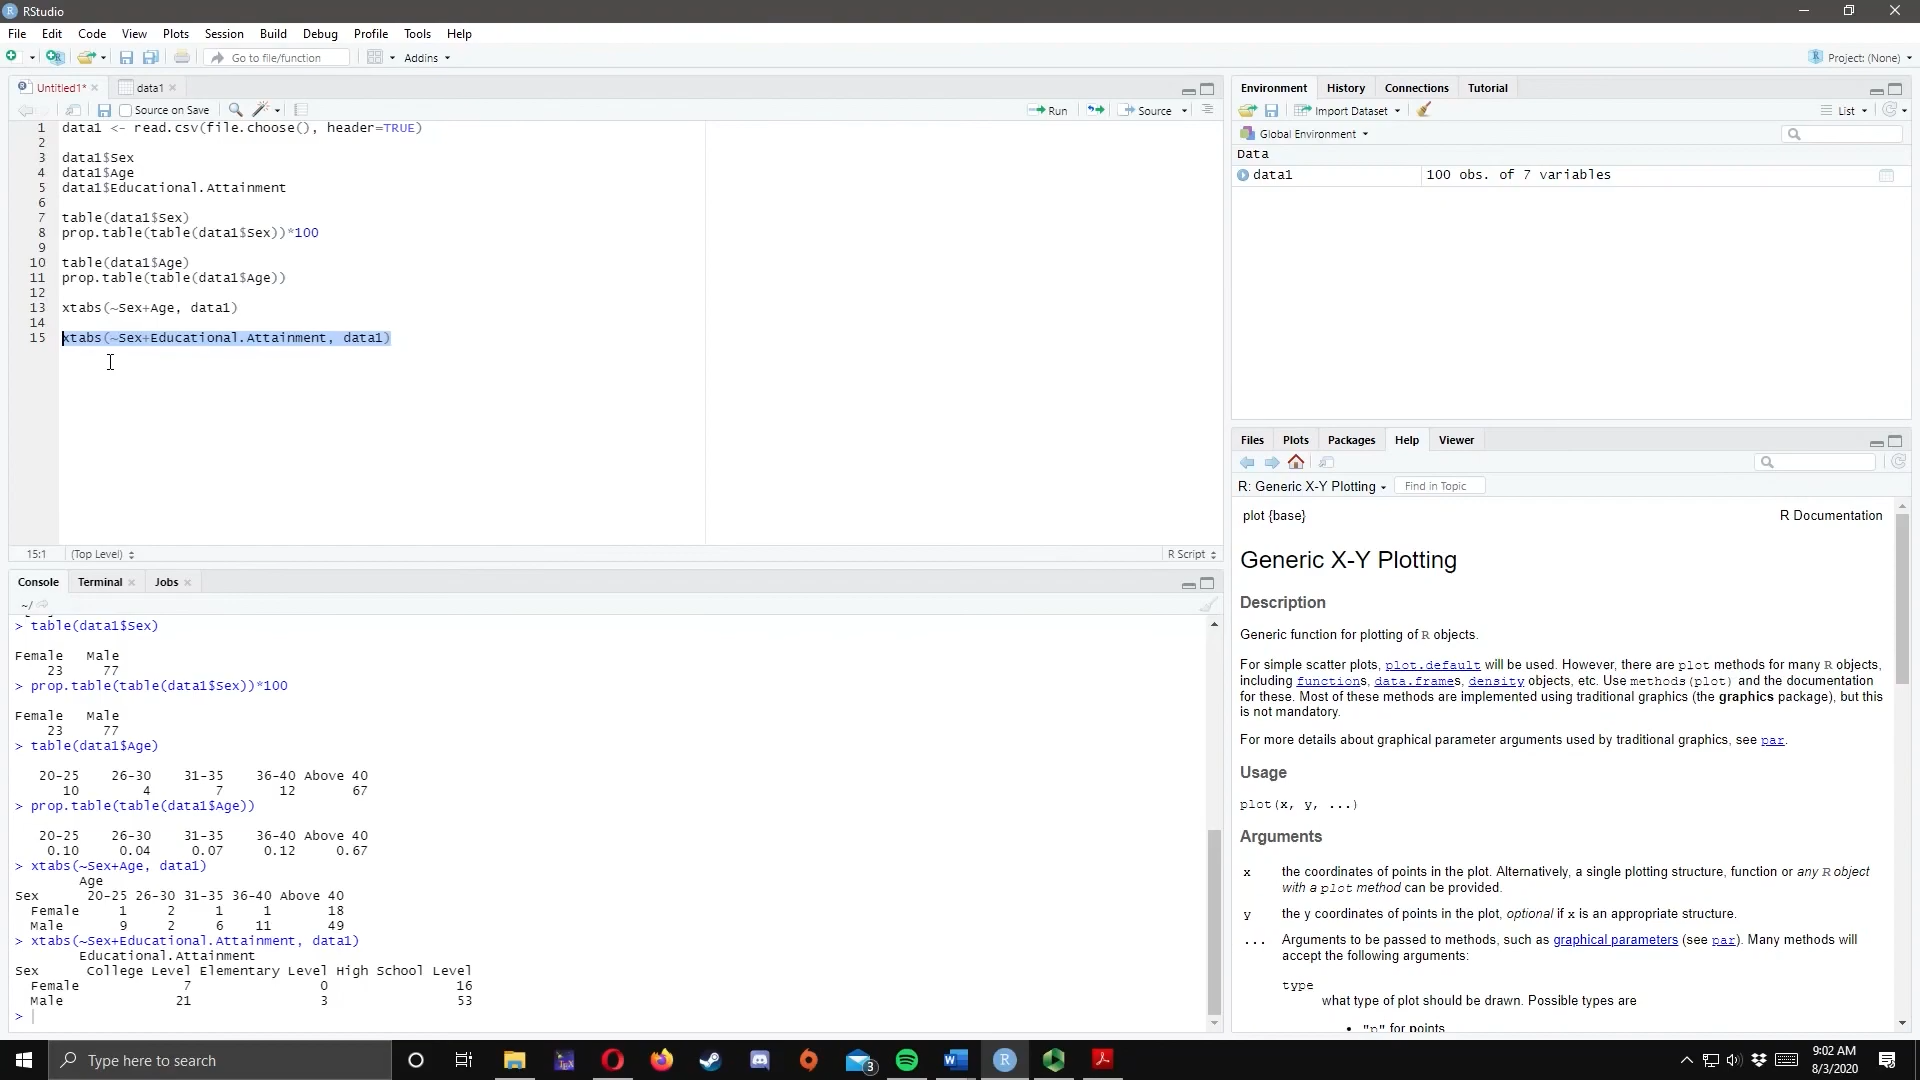 RStudio
File Edit Code View Plots Session Build Debug Profile Tools Help
Go to file/function Addins Project: (None)
Untitled1* data1
Source on Save Run Source
1 data1 <- read.csv(file.choose(), header=TRUE)
2
3 data1$Sex
4 data1$Age
5 data1$Educational.Attainment
6
7 table(data1$Sex)
8 prop.table(table(data1$Sex))*100
9
10 table(data1$Age)
11 prop.table(table(data1$Age))
12
13 xtabs(~Sex+Age, data1)
14
15 xtabs(~Sex+Educational.Attainment, data1)
15:1 (Top Level) R Script
Console Terminal Jobs
~/
> table(data1$Sex)
Female Male
23 77
> prop.table(table(data1$Sex))*100
Female Male
23 77
> table(data1$Age)
20-25 26-30 31-35 36-40 Above 40
10 4 7 12 67
> prop.table(table(data1$Age))
20-25 26-30 31-35 36-40 Above 40
0.10 0.04 0.07 0.12 0.67
> xtabs(~Sex+Age, data1)
Age
Sex 20-25 26-30 31-35 36-40 Above 40
Female 1 2 1 1 18
Male 9 2 6 11 49
> xtabs(~Sex+Educational.Attainment, data1)
Educational.Attainment
Sex College Level Elementary Level High School Level
Female 7 0 16
Male 21 3 53
>
Environment History Connections Tutorial
Import Dataset List
Global Environment
Data
data1 100 obs. of 7 variables
Files Plots Packages Help Viewer
R: Generic X-Y Plotting Find in Topic
plot {base} R Documentation
Generic X-Y Plotting
Description
Generic function for plotting of R objects.
For simple scatter plots, plot.default will be used. However, there are plot methods for many R objects,
including functions, data.frames, density objects, etc. Use methods(plot) and the documentation
for these. Most of these methods are implemented using traditional graphics (the graphics package), but this
is not mandatory.
For more details about graphical parameter arguments used by traditional graphics, see par.
Usage
plot(x, y, ...)
Arguments
x the coordinates of points in the plot. Alternatively, a single plotting structure, function or any R object
with a plot method can be provided.
y the y coordinates of points in the plot, optional if x is an appropriate structure.
... Arguments to be passed to methods, such as graphical parameters (see par). Many methods will
accept the following arguments:
type
what type of plot should be drawn. Possible types are
• "p" for points
Type here to search
3
9:02 AM
8/3/2020